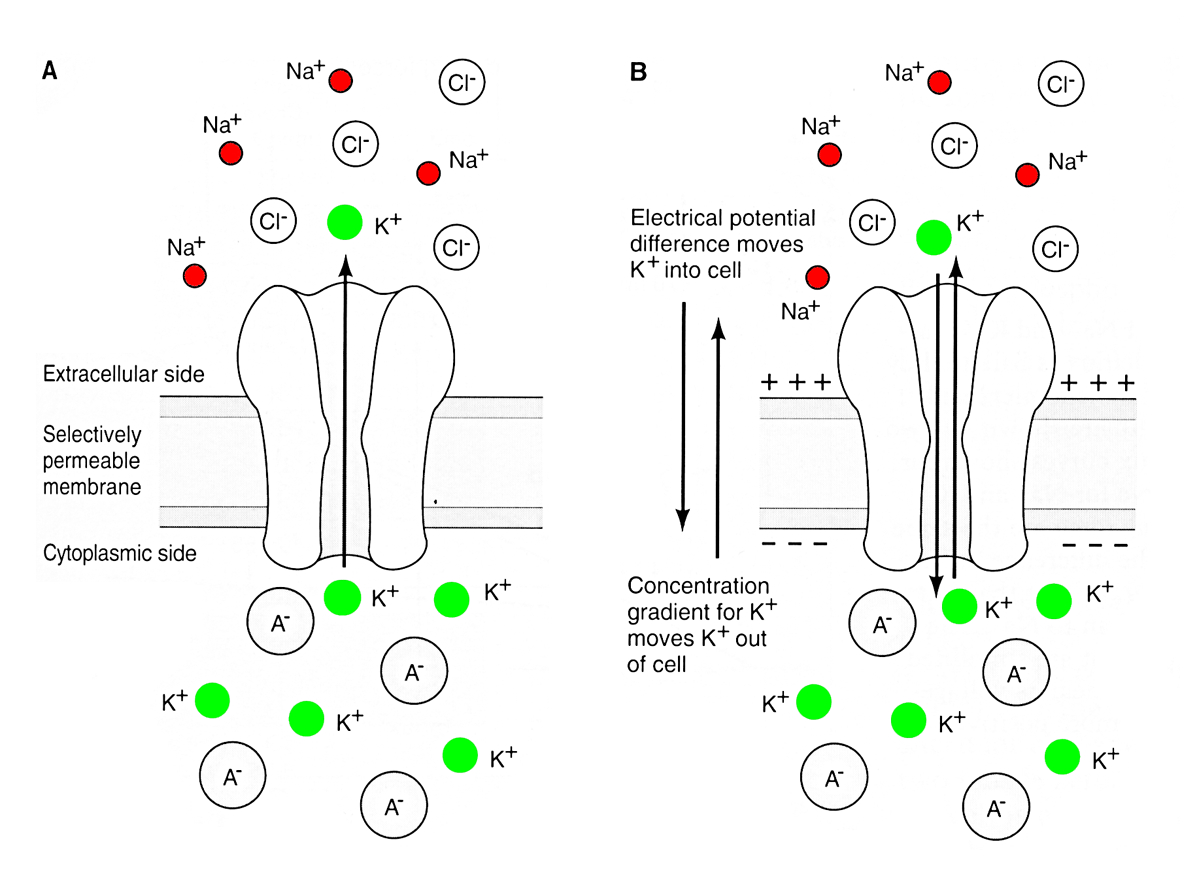 A
Na⁺
Cl⁻
Na⁺
Cl⁻
Na⁺
Cl⁻
K⁺
Cl⁻
Na⁺
Extracellular side
Selectively
permeable
membrane
Cytoplasmic side
K⁺
K⁺
A⁻
A⁻
K⁺
K⁺
K⁺
A⁻
A⁻
B
Na⁺
Cl⁻
Na⁺
Cl⁻
Na⁺
Electrical potential
difference moves
K⁺ into cell
Cl⁻
K⁺
Cl⁻
Na⁺
+ + +
+ + +
– – –
– – –
Concentration
gradient for K⁺
moves K⁺ out
of cell
K⁺
K⁺
A⁻
A⁻
K⁺
K⁺
K⁺
A⁻
A⁻